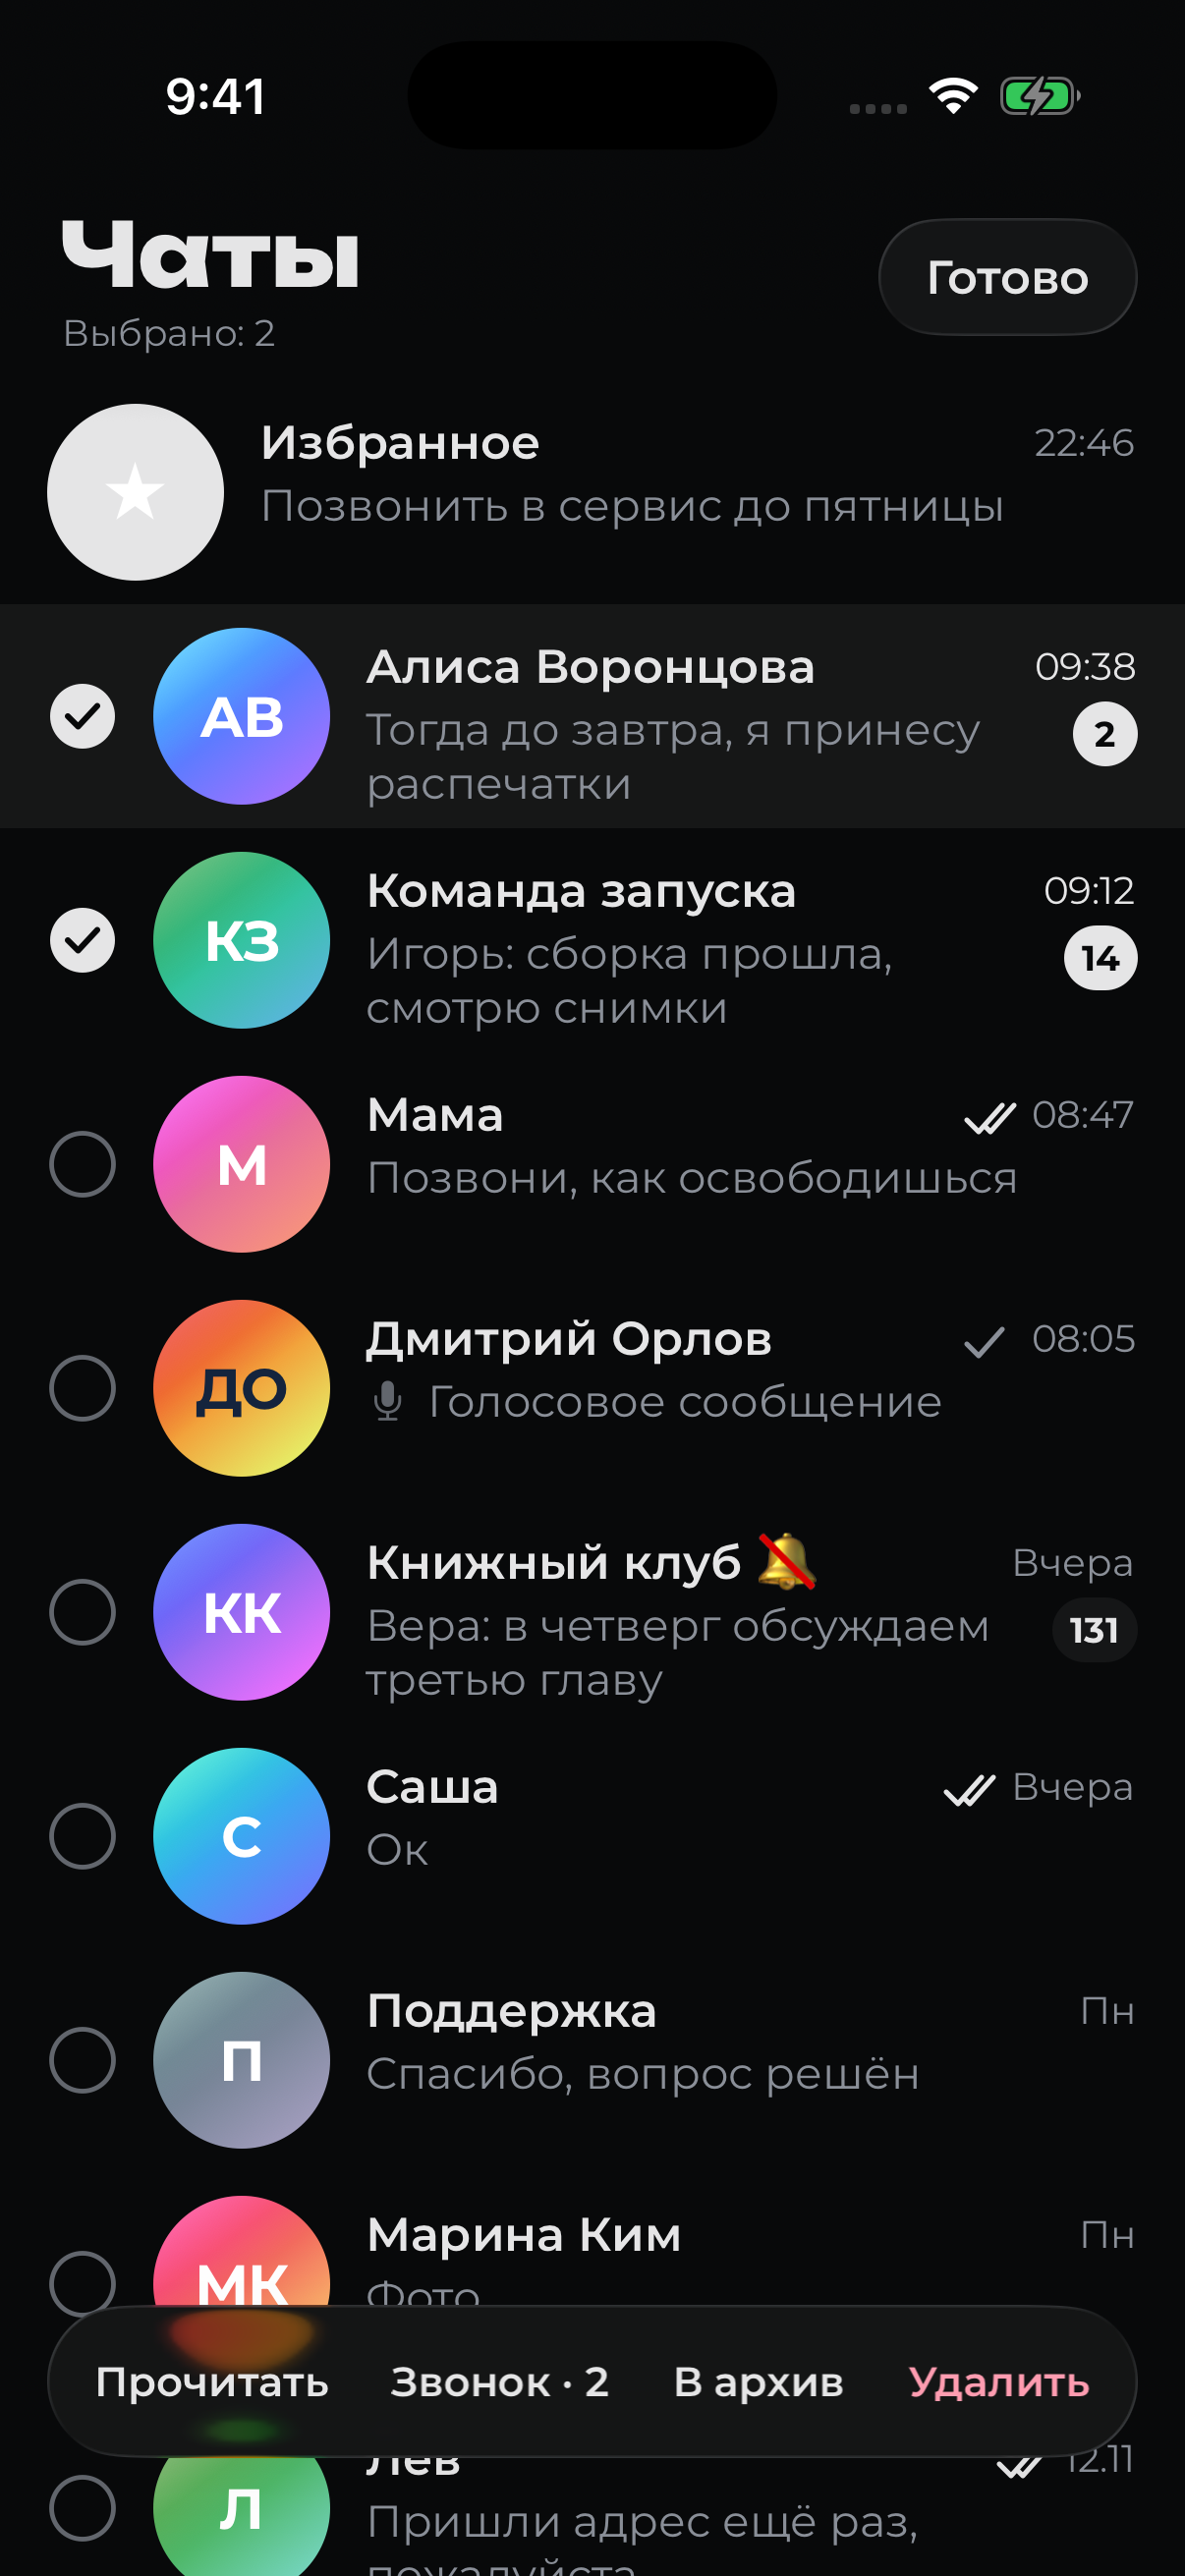 9:41
Чаты
Готово
Выбрано: 2
Избранное
22:46
Позвонить в сервис до пятницы
АВ
Алиса Воронцова
09:38
Тогда до завтра, я принесу
2
распечатки
КЗ
Команда запуска
09:12
Игорь: сборка прошла,
14
смотрю снимки
М
Мама
08:47
Позвони, как освободишься
ДО
Дмитрий Орлов
08:05
Голосовое сообщение
КК
Книжный клуб
Вчера
Вера: в четверг обсуждаем
131
третью главу
С
Саша
Вчера
Ок
П
Поддержка
Пн
Спасибо, вопрос решён
МК
Марина Ким
Пн
Фото
Прочитать
Звонок · 2
В архив
Удалить
Л
Лев
12.11
Пришли адрес ещё раз,
пожалуйста